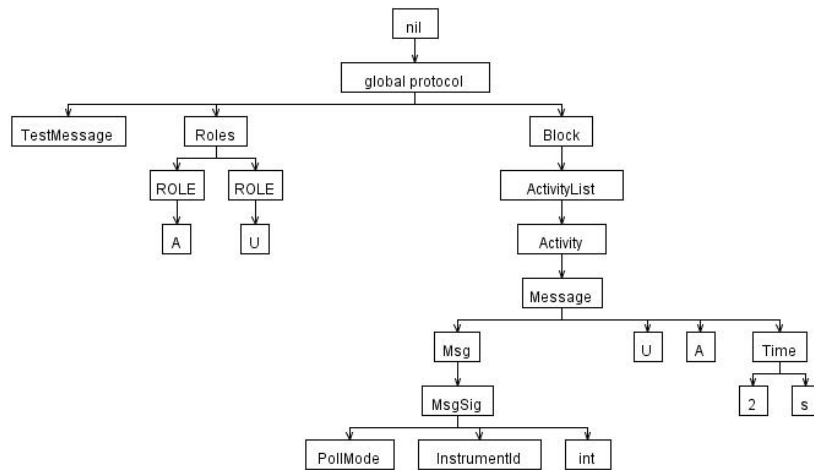 nil
global protocol
TestMessage
Roles
Block
ROLE
ROLE
ActivityList
A
U
Activity
Message
Msg
U
A
Time
MsgSig
2
s
PollMode
InstrumentId
int